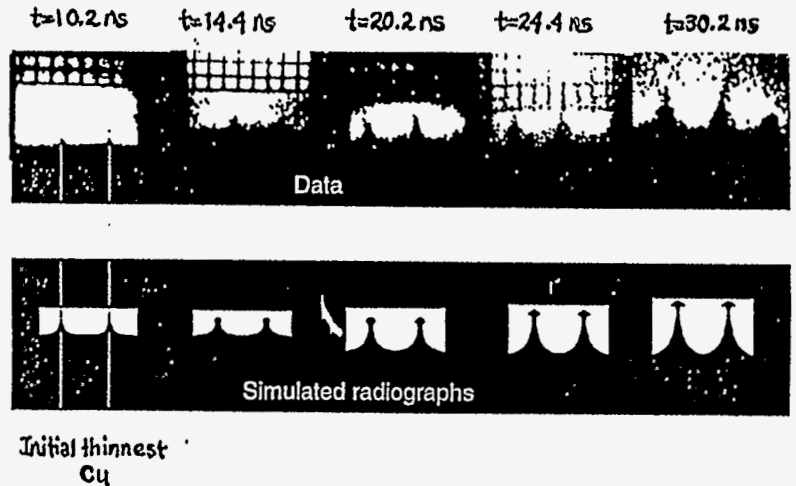 t=10.2 ns t=14.4 ns t=20.2 ns t=24.4 ns t=30.2 ns
Data
Simulated radiographs
Initial thinnest
Cu